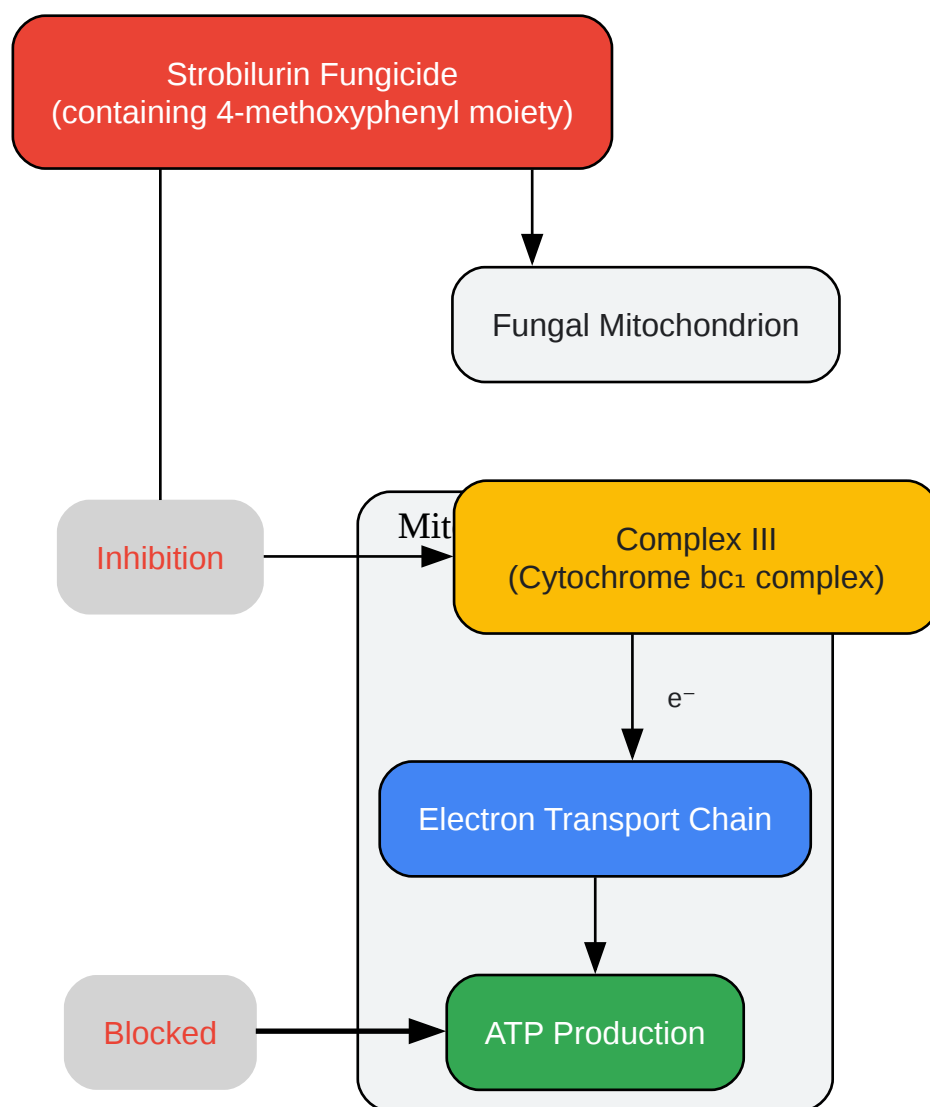 Strobilurin Fungicide
(containing 4-methoxyphenyl moiety)
Fungal Mitochondrion
Inhibition
Mit
Complex III
(Cytochrome bc₁ complex)
e⁻
Electron Transport Chain
Blocked
ATP Production